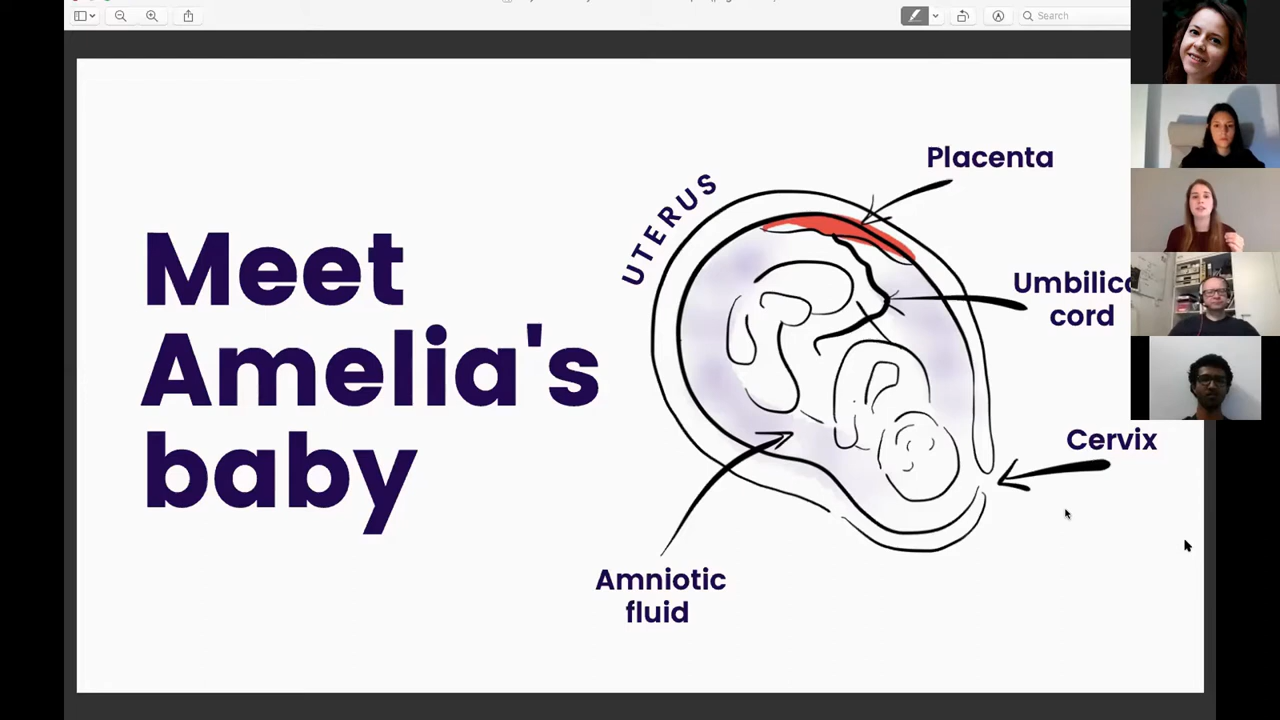 Search
Meet
Amelia's
baby
UTERUS
Placenta
Umbilica
cord
Cervix
Amniotic
fluid